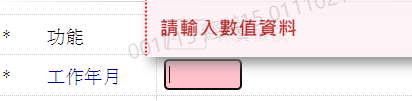 請輸入數值資料
* 功能
* 工作年月